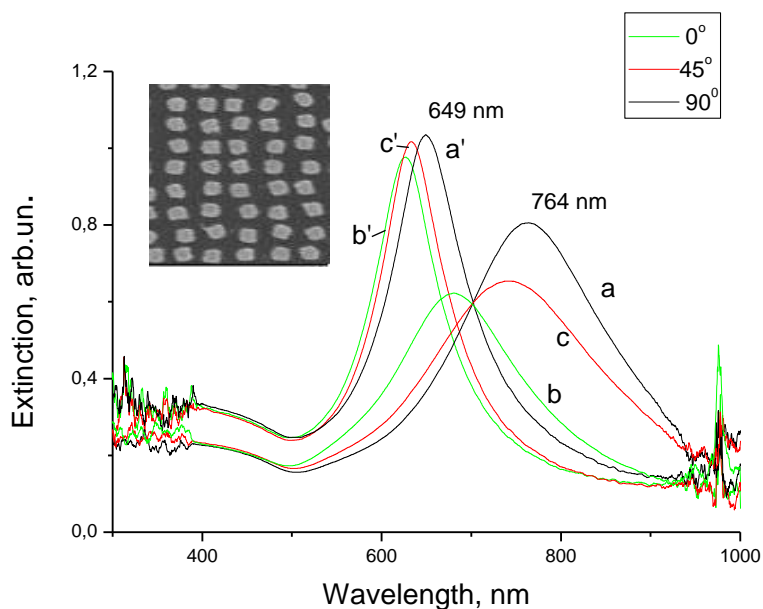 0°
45°
90⁰
1,2
0,8
0,4
0,0
Extinction, arb.un.
649 nm
764 nm
c'
a'
b'
a
c
b
400
600
800
1000
Wavelength, nm